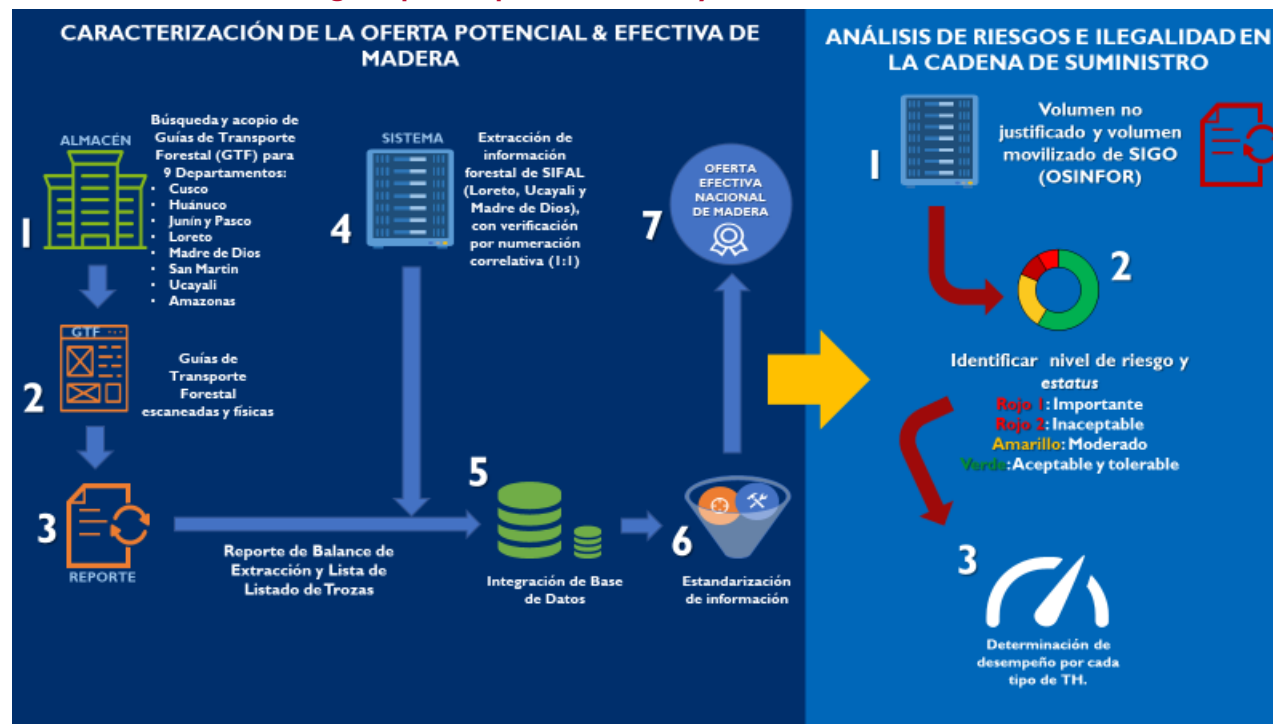 CARACTERIZACIÓN DE LA OFERTA POTENCIAL & EFECTIVA DE
MADERA
ALMACÉN
1
Búsqueda y acopio de
Guías de Transporte
Forestal (GTF) para
9 Departamentos:
• Cusco
• Huánuco
• Junín y Pasco
• Loreto
• Madre de Dios
• San Martin
• Ucayali
• Amazonas
GTF
2
Guías de
Transporte
Forestal
escaneadas y físicas
3
REPORTE
Reporte de Balance de
Extracción y Lista de
Listado de Trozas
SISTEMA
4
Extracción de
información
forestal de SIFAL
(Loreto, Ucayali y
Madre de Dios),
con verificación
por numeración
correlativa (1:1)
5
Integración de Base
de Datos
6
Estandarización
de información
7
OFERTA
EFECTIVA
NACIONAL
DE MADERA
ANÁLISIS DE RIESGOS E ILEGALIDAD EN
LA CADENA DE SUMINISTRO
1
Volumen no
justificado y volumen
movilizado de SIGO
(OSINFOR)
2
Identificar nivel de riesgo y
estatus
Rojo 1: Importante
Rojo 2: Inaceptable
Amarillo: Moderado
Verde: Aceptable y tolerable
3
Determinación de
desempeño por cada
tipo de TH.